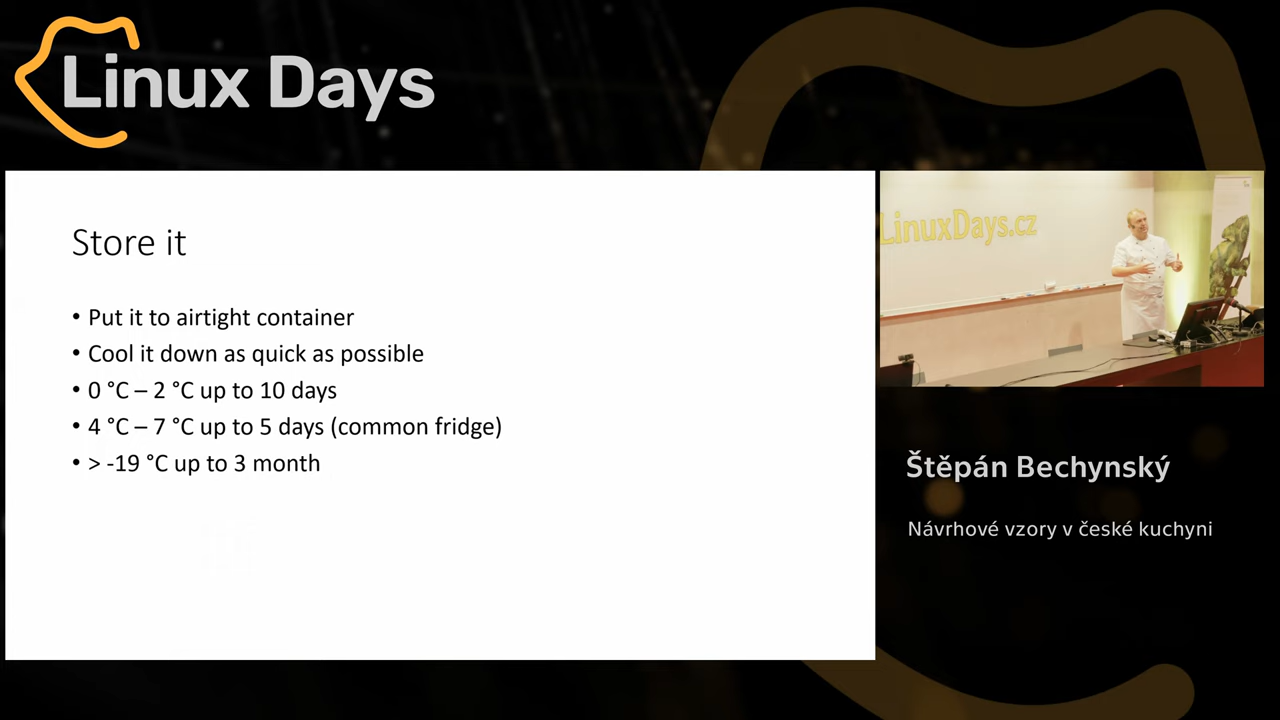 Linux Days
Store it
• Put it to airtight container
• Cool it down as quick as possible
• 0 °C – 2 °C up to 10 days
• 4 °C – 7 °C up to 5 days (common fridge)
• > -19 °C up to 3 month
LinuxDays.cz
Štěpán Bechynský
Návrhové vzory v české kuchyni